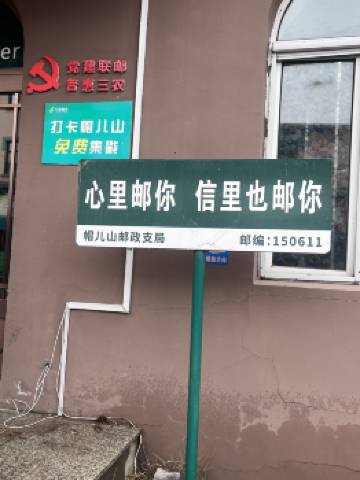 er
党建联邮
普惠三农
打卡帽儿山
免费集戳
心里邮你 信里也邮你
帽儿山邮政支局 邮编:150611